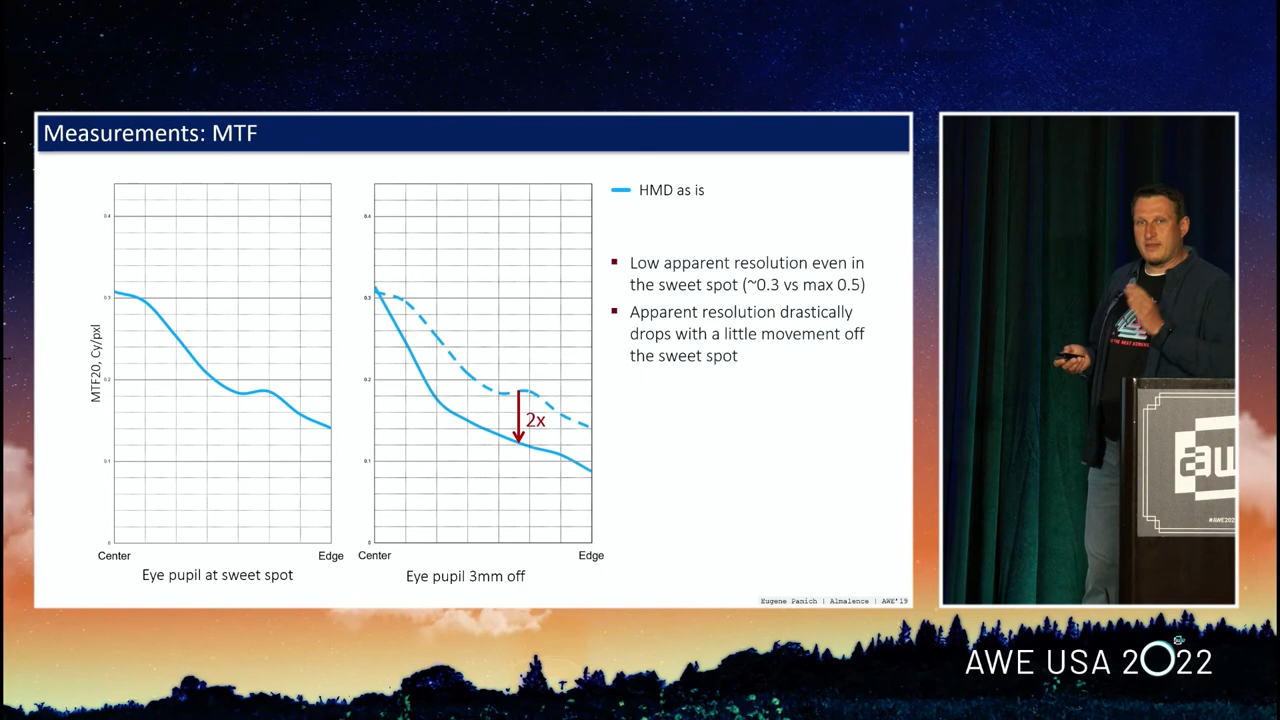 Measurements: MTF
HMD as is
Low apparent resolution even in
the sweet spot (~0.3 vs max 0.5)
Apparent resolution drastically
drops with a little movement off
the sweet spot
MTF20, Cy/pxl
0.4
0.3
0.2
0.1
0
Center
Edge
Eye pupil at sweet spot
0.4
0.3
0.2
0.1
0
2x
Center
Edge
Eye pupil 3mm off
Eugene Panich | Almalence | AWE'19
aw
#AWE202
AWE USA 2022